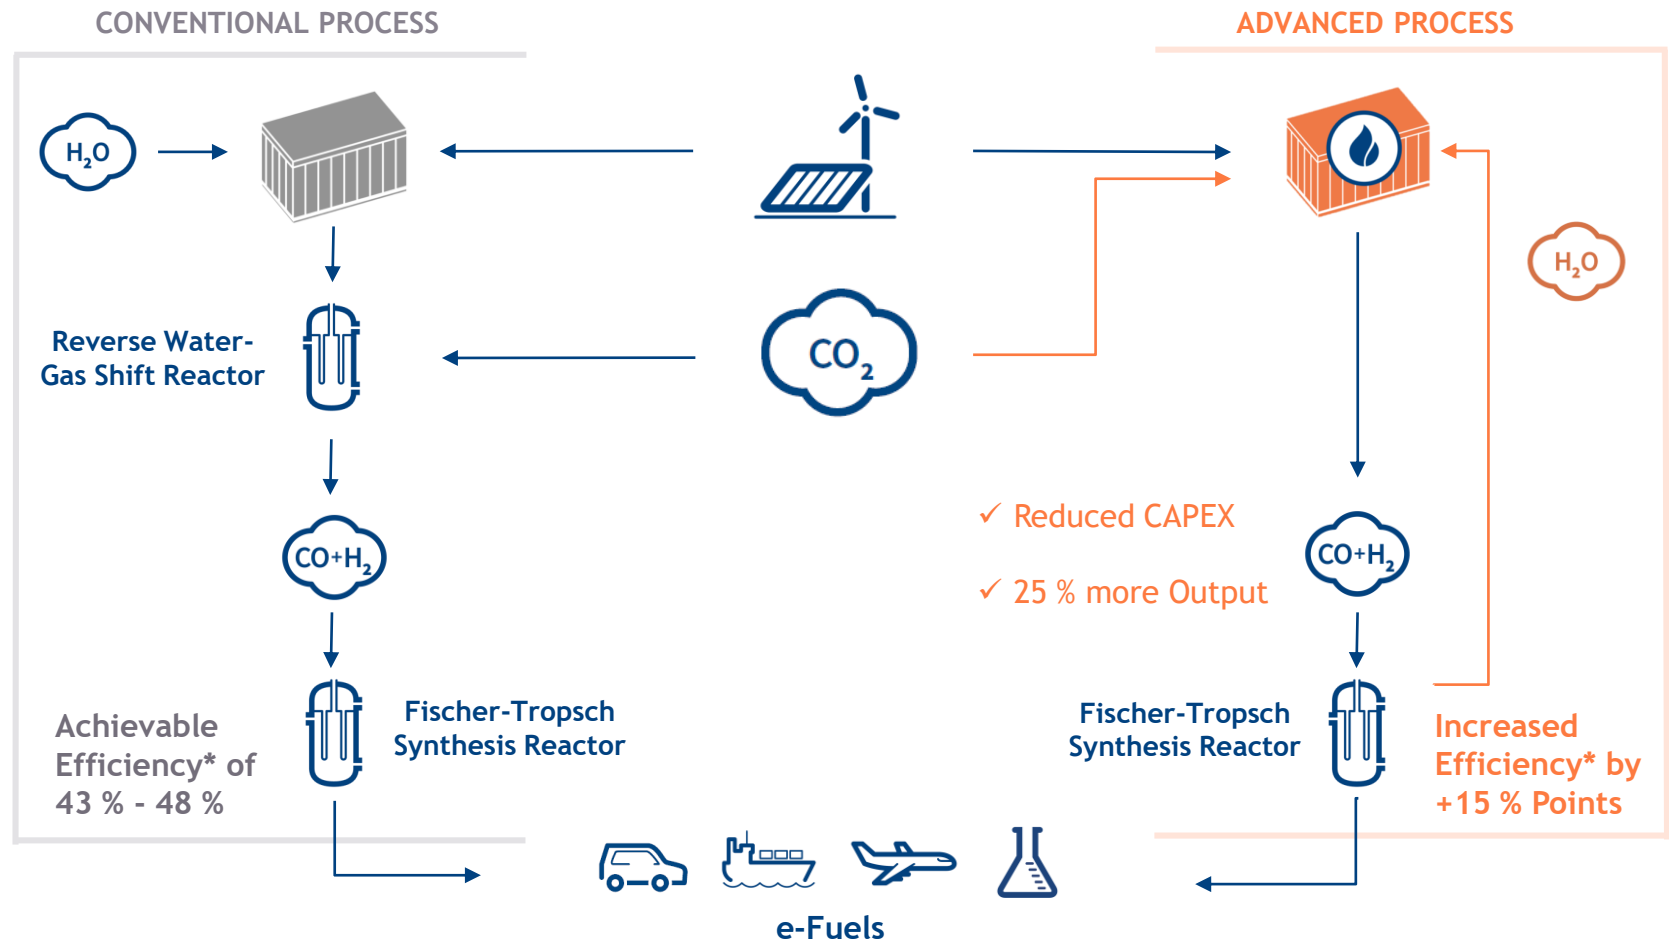 CONVENTIONAL PROCESS
ADVANCED PROCESS
H₂O
H₂O
Reverse Water-
Gas Shift Reactor
CO₂
✓ Reduced CAPEX
✓ 25 % more Output
CO+H₂
CO+H₂
Achievable
Efficiency* of
43 % - 48 %
Fischer-Tropsch
Synthesis Reactor
Fischer-Tropsch
Synthesis Reactor
Increased
Efficiency* by
+15 % Points
e-Fuels